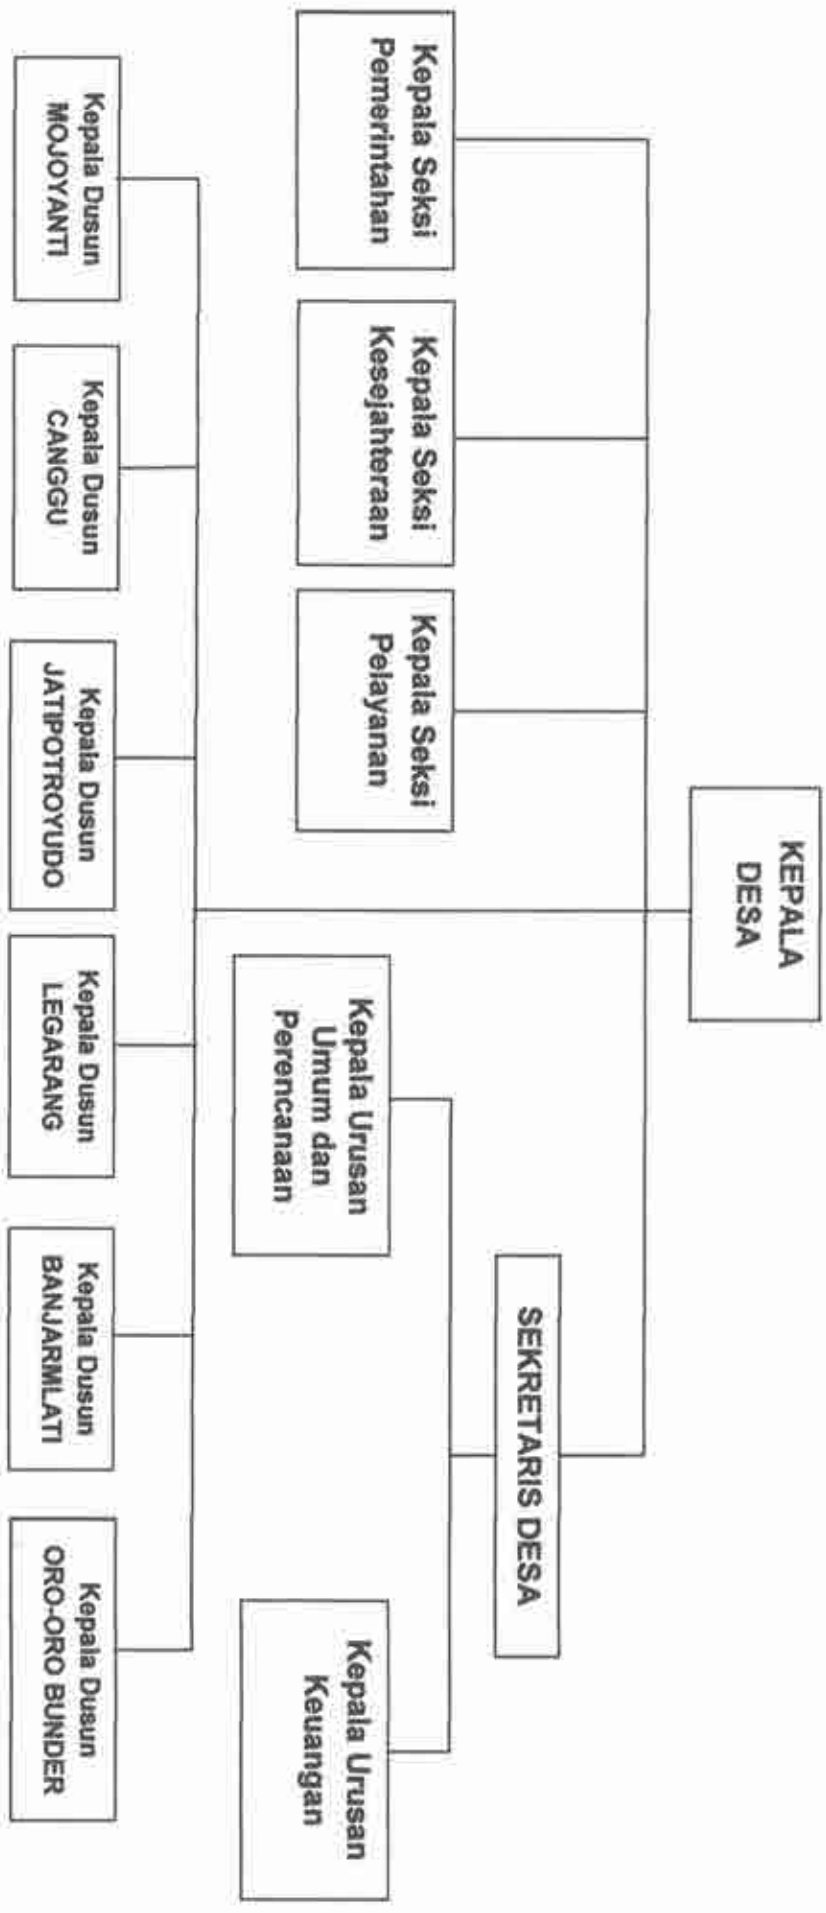 KEPALA
DESA
SEKRETARIS DESA
Kepala Seksi
Pemerintahan
Kepala Seksi
Kesejahteraan
Kepala Seksi
Pelayanan
Kepala Urusan
Umum dan
Perencanaan
Kepala Urusan
Keuangan
Kepala Dusun
MOJOYANTI
Kepala Dusun
CANGGU
Kepala Dusun
JATIPOTROYUDO
Kepala Dusun
LEGARANG
Kepala Dusun
BANJARMLATI
Kepala Dusun
ORO-ORO BUNDER